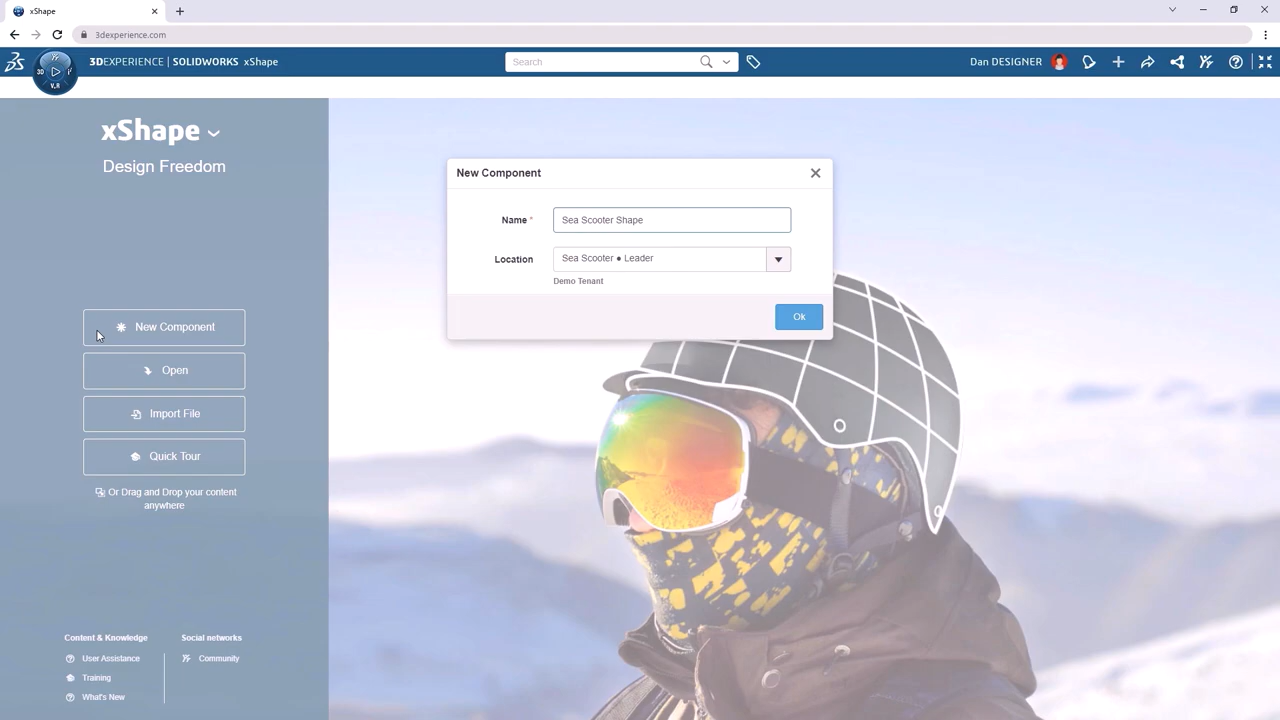 xShape
3dexperience.com
3DEXPERIENCE | SOLIDWORKS xShape
Search
Dan DESIGNER
3D
V.R
xShape
Design Freedom
New Component
Name *
Sea Scooter Shape
Location
Sea Scooter ● Leader
Demo Tenant
Ok
New Component
Open
Import File
Quick Tour
Or Drag and Drop your content
anywhere
Content & Knowledge
User Assistance
Training
What's New
Social networks
Community